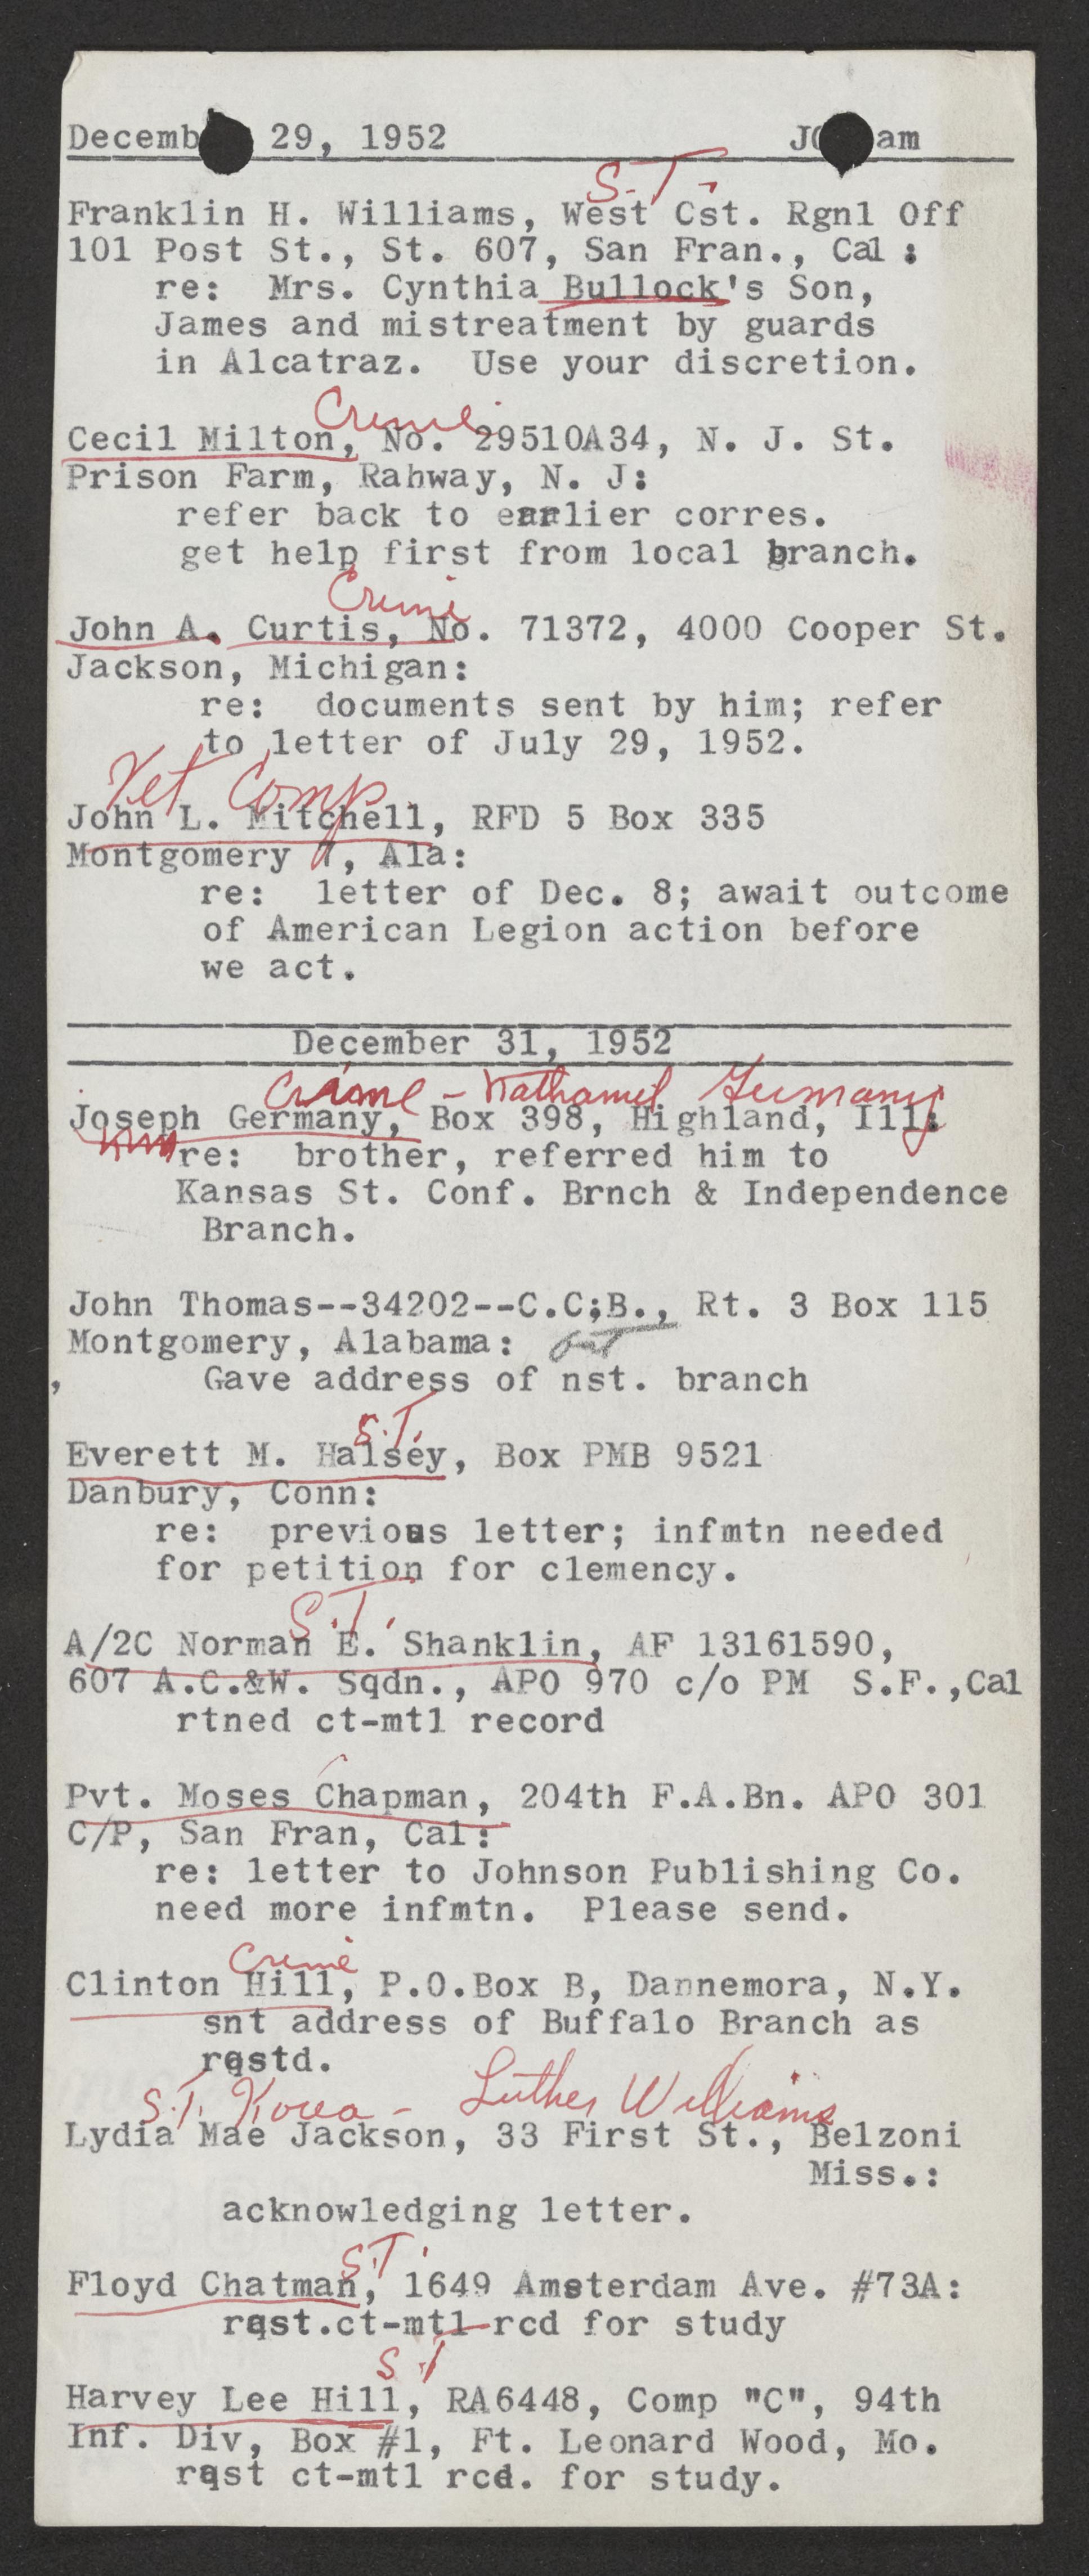 Decemb 29, 1952 JO am
S.T.
Franklin H. Williams, West Cst. Rgnl Off
101 Post St., St. 607, San Fran., Cal :
re: Mrs. Cynthia Bullock's Son,
James and mistreatment by guards
in Alcatraz. Use your discretion.
Crime
Cecil Milton, No. 29510A34, N. J. St.
Prison Farm, Rahway, N. J:
refer back to earlier corres.
get help first from local branch.
Crime
John A. Curtis, No. 71372, 4000 Cooper St.
Jackson, Michigan:
re: documents sent by him; refer
to letter of July 29, 1952.
Vet Comp
John L. Mitchell, RFD 5 Box 335
Montgomery 7, Ala:
re: letter of Dec. 8; await outcome
of American Legion action before
we act.
December 31, 1952
Crime - Nathaniel Germany
Joseph Germany, Box 398, Highland, Ill:
re: brother, referred him to
Kansas St. Conf. Brnch & Independence
Branch.
John Thomas--34202--C.C;B., Rt. 3 Box 115
Montgomery, Alabama: out
Gave address of nst. branch
S.T.
Everett M. Halsey, Box PMB 9521
Danbury, Conn:
re: previous letter; infmtn needed
for petition for clemency.
S.T.
A/2C Norman E. Shanklin, AF 13161590,
607 A.C.&W. Sqdn., APO 970 c/o PM S.F.,Cal
rtned ct-mtl record
Pvt. Moses Chapman, 204th F.A.Bn. APO 301
C/P, San Fran, Cal:
re: letter to Johnson Publishing Co.
need more infmtn. Please send.
Crime
Clinton Hill, P.O.Box B, Dannemora, N.Y.
snt address of Buffalo Branch as
rqstd.
S.T. Korea - Luther Williams
Lydia Mae Jackson, 33 First St., Belzoni
Miss.:
acknowledging letter.
S.T.
Floyd Chatman, 1649 Amsterdam Ave. #73A:
rqst.ct-mtl rcd for study
S.T
Harvey Lee Hill, RA6448, Comp "C", 94th
Inf. Div, Box #1, Ft. Leonard Wood, Mo.
rqst ct-mtl rcd. for study.